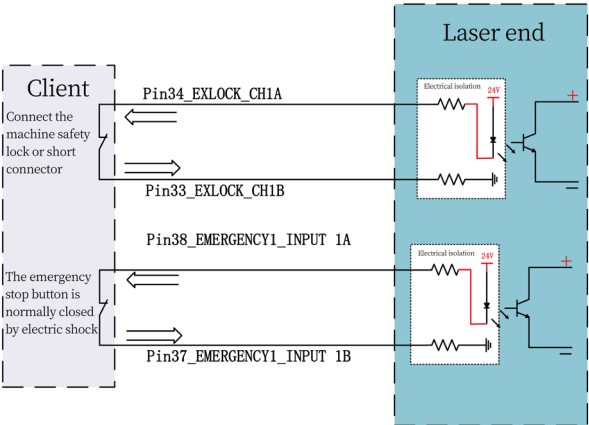 Laser end
Client
Connect the
machine safety
lock or short
connector
Pin34_EXLOCK_CH1A
Electrical isolation
24V
+
Pin33_EXLOCK_CH1B
−
Pin38_EMERGENCY1_INPUT 1A
Electrical isolation
24V
+
The emergency
stop button is
normally closed
by electric shock
Pin37_EMERGENCY1_INPUT 1B
−